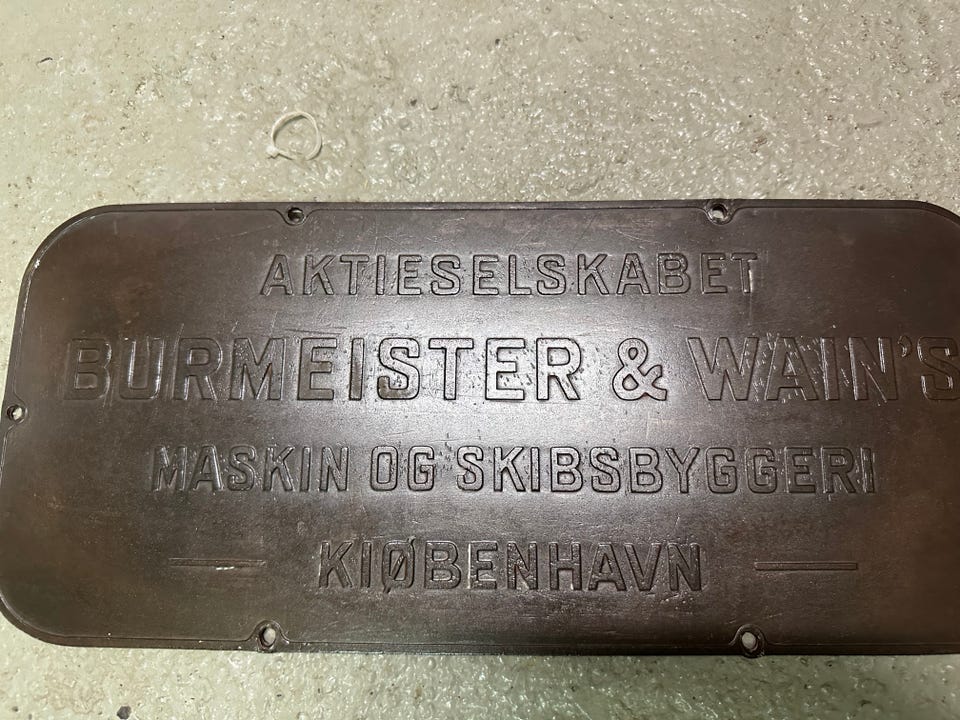 AKTIESELSKABET
BURMEISTER & WAIN'S
MASKIN OG SKIBSBYGGERI
KIØBENHAVN